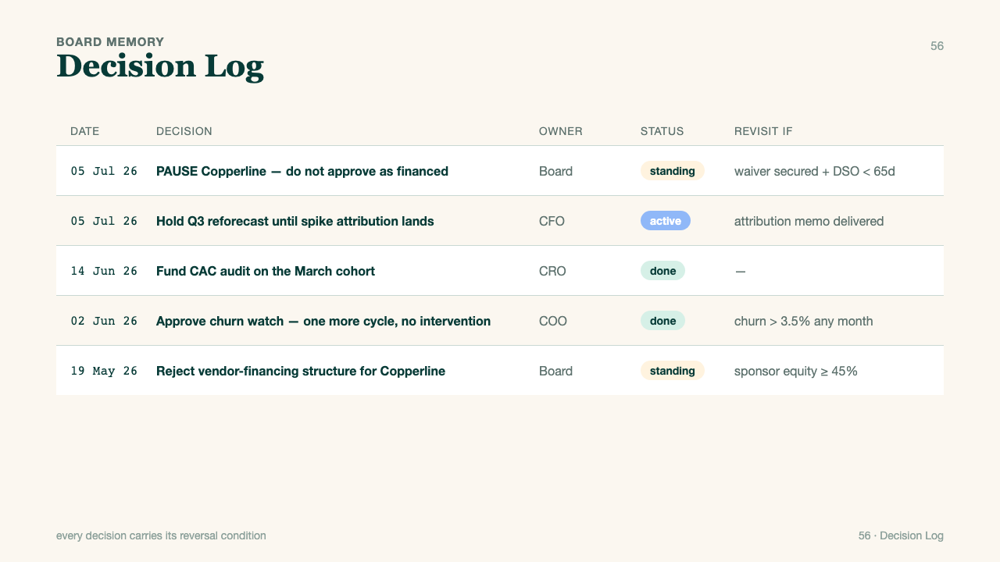 BOARD MEMORY
56
Decision Log
DATE DECISION OWNER STATUS REVISIT IF
05 Jul 26 PAUSE Copperline — do not approve as financed Board standing waiver secured + DSO < 65d
05 Jul 26 Hold Q3 reforecast until spike attribution lands CFO active attribution memo delivered
14 Jun 26 Fund CAC audit on the March cohort CRO done —
02 Jun 26 Approve churn watch — one more cycle, no intervention COO done churn > 3.5% any month
19 May 26 Reject vendor-financing structure for Copperline Board standing sponsor equity ≥ 45%
every decision carries its reversal condition
56 · Decision Log